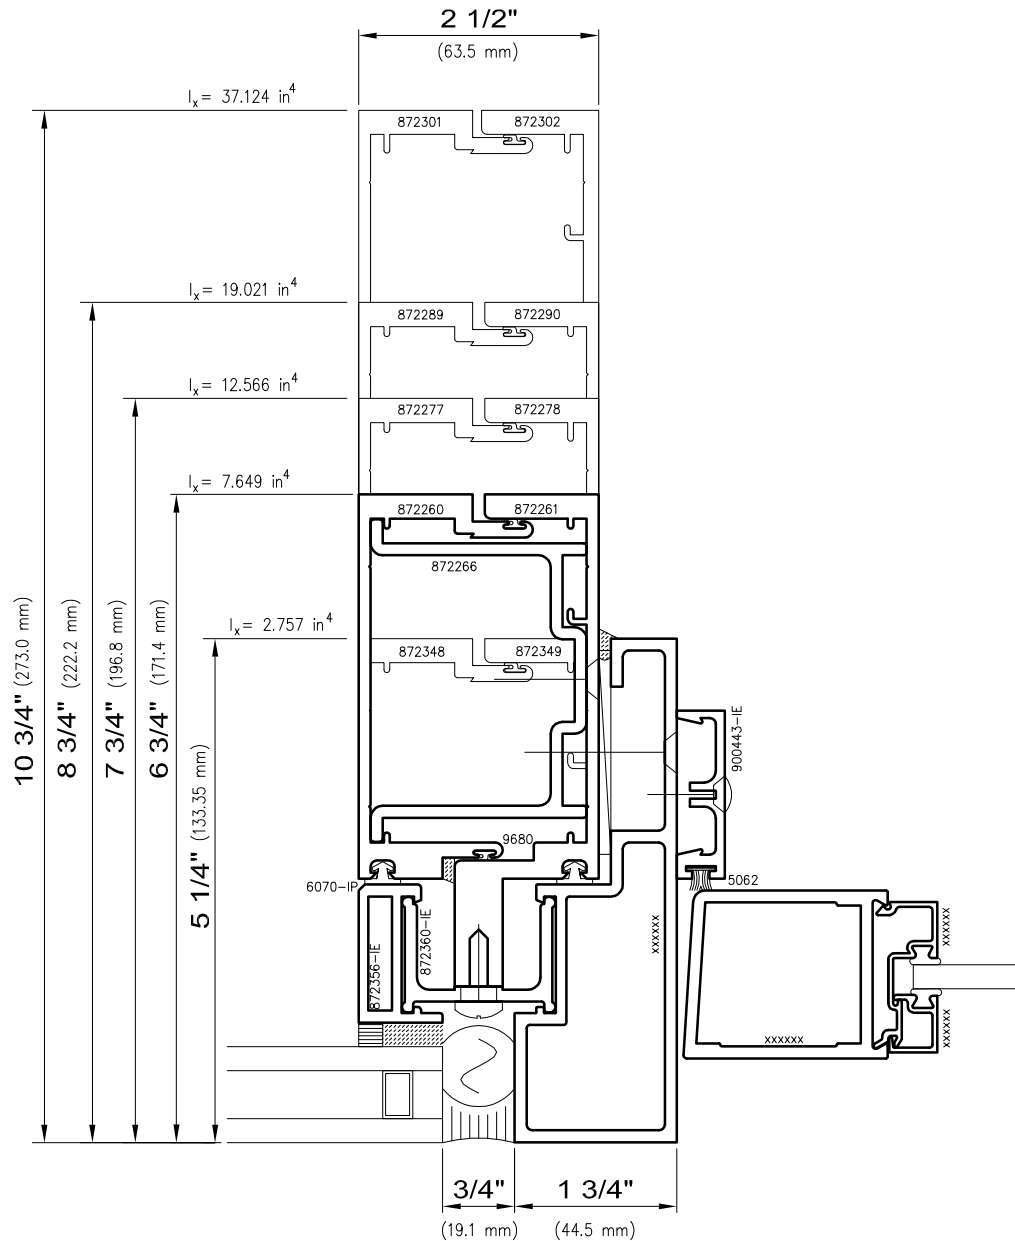 2 1/2"
(63.5 mm)
Ix= 37.124 in4
872301
872302
Ix= 19.021 in4
872289
872290
Ix= 12.566 in4
872277
872278
Ix= 7.649 in4
872260
872261
872266
Ix= 2.757 in4
872348
872349
10 3/4" (273.0 mm)
8 3/4" (222.2 mm)
7 3/4" (196.8 mm)
6 3/4" (171.4 mm)
5 1/4" (133.35 mm)
900443-IE
9680
6070-IP
5062
872356-IE
872360-IE
xxxxxx
xxxxxx
xxxxxx
xxxxxx
3/4"
(19.1 mm)
1 3/4"
(44.5 mm)